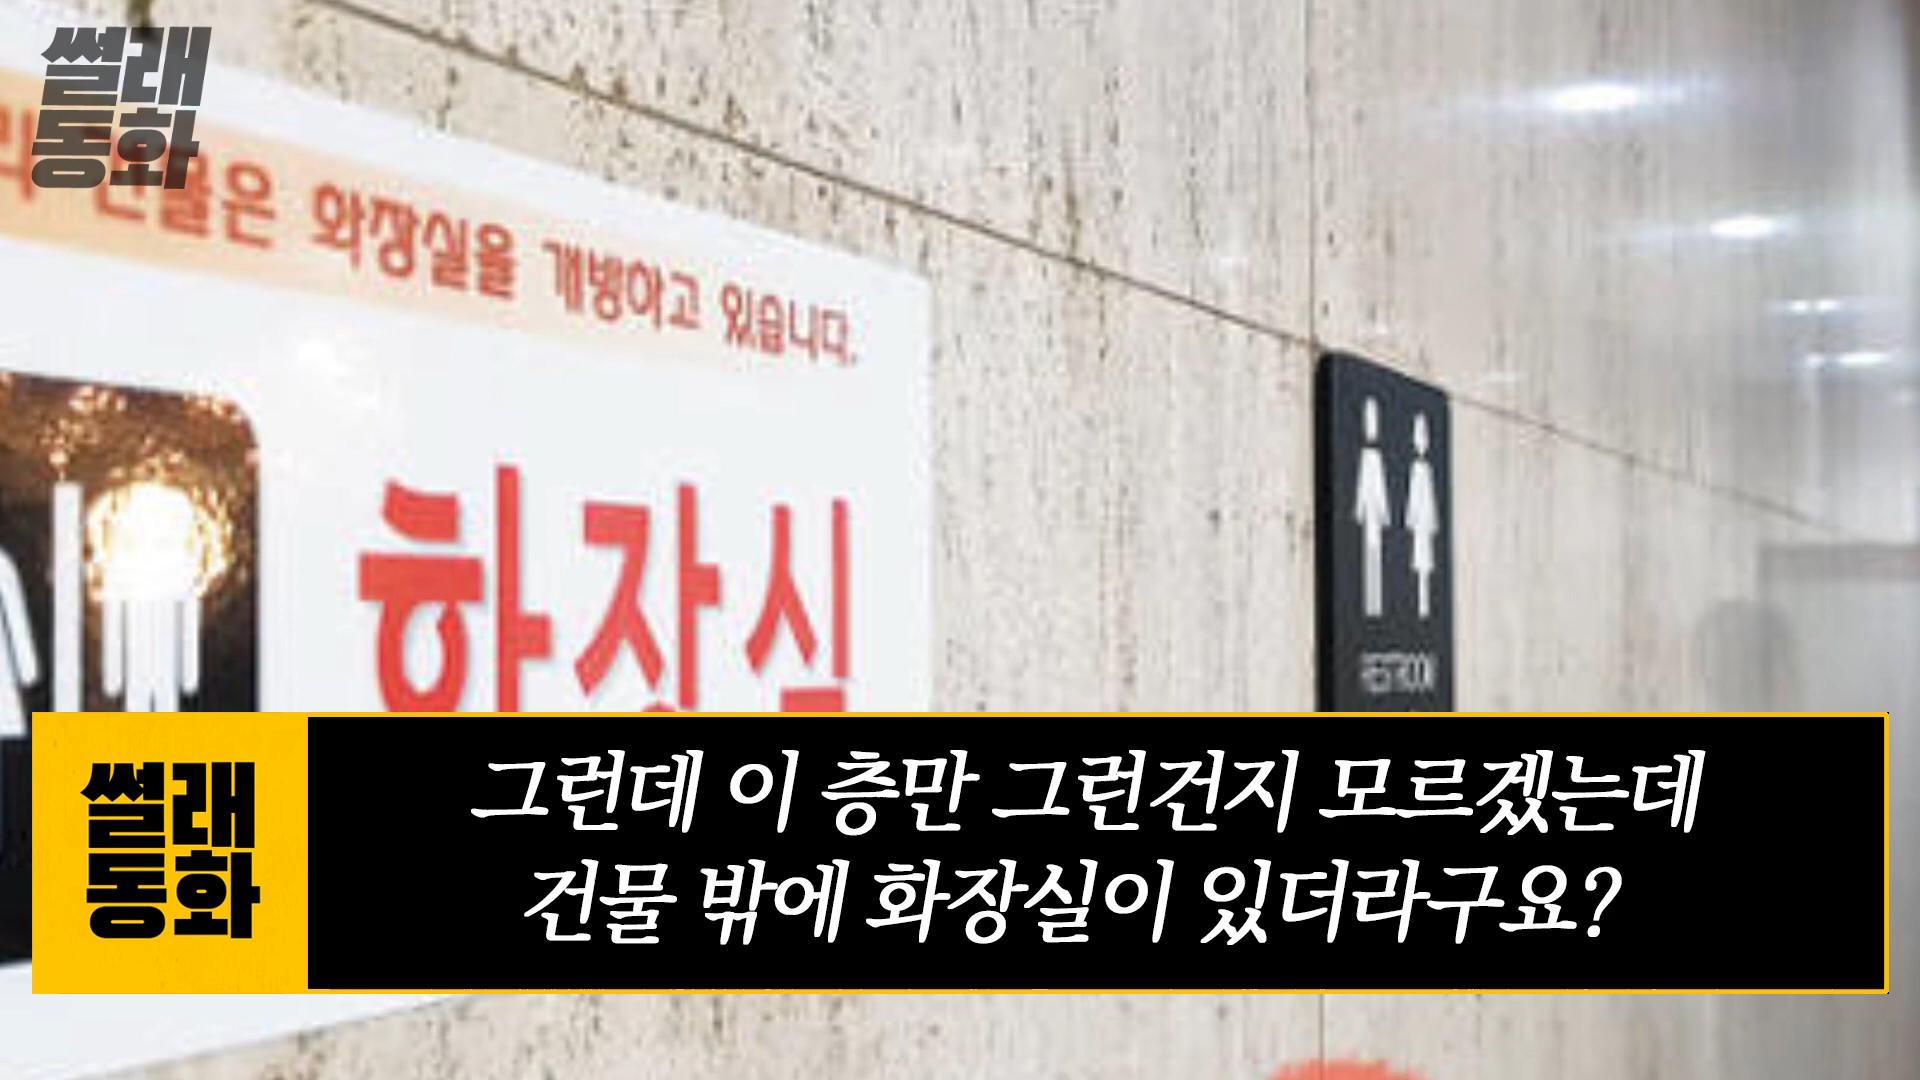 썰래
동화
건물은 화장실을 개방하고 있습니다.
화장실
RESTROOM
썰래
동화
그런데 이 층만 그런건지 모르겠는데
건물 밖에 화장실이 있더라구요?